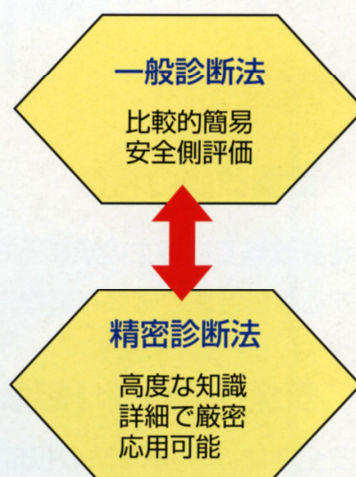 一般診断法
比較的簡易
安全側評価
精密診断法
高度な知識
詳細で厳密
応用可能